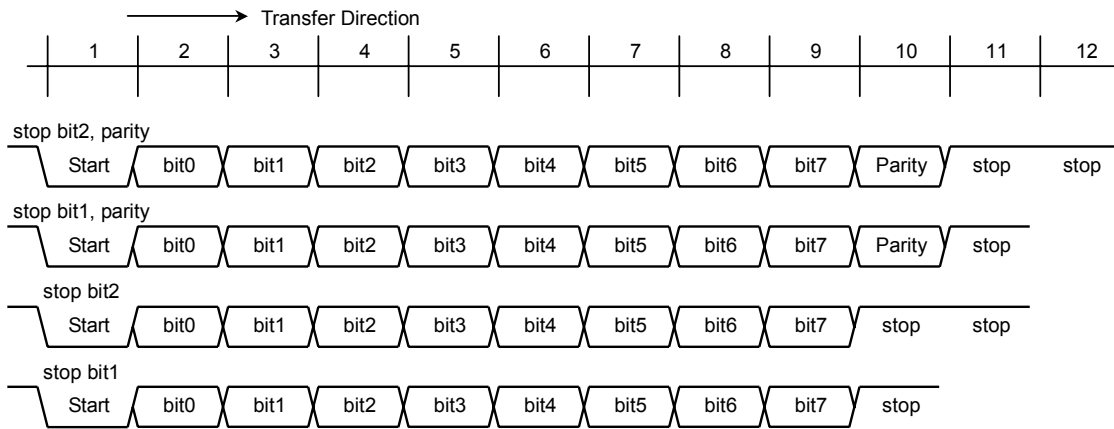 Transfer Direction
1 2 3 4 5 6 7 8 9 10 11 12
stop bit2, parity
Start bit0 bit1 bit2 bit3 bit4 bit5 bit6 bit7 Parity stop stop
stop bit1, parity
Start bit0 bit1 bit2 bit3 bit4 bit5 bit6 bit7 Parity stop
stop bit2
Start bit0 bit1 bit2 bit3 bit4 bit5 bit6 bit7 stop stop
stop bit1
Start bit0 bit1 bit2 bit3 bit4 bit5 bit6 bit7 stop